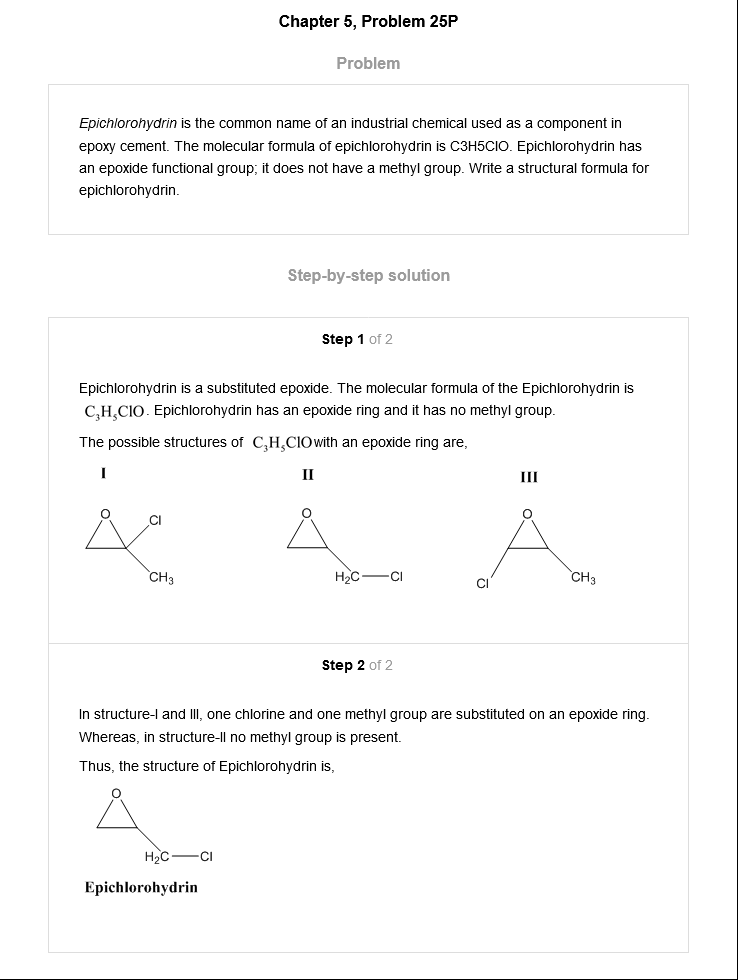 Chapter 5, Problem 25P
Problem
Epichlorohydrin is the common name of an industrial chemical used as a component in
epoxy cement. The molecular formula of epichlorohydrin is C3H5ClO. Epichlorohydrin has
an epoxide functional group; it does not have a methyl group. Write a structural formula for
epichlorohydrin.
Step-by-step solution
Step 1 of 2
Epichlorohydrin is a substituted epoxide. The molecular formula of the Epichlorohydrin is
C₃H₅ClO. Epichlorohydrin has an epoxide ring and it has no methyl group.
The possible structures of C₃H₅ClO with an epoxide ring are,
I II III
O Cl O O
CH₃ H₂C Cl Cl CH₃
Step 2 of 2
In structure-I and III, one chlorine and one methyl group are substituted on an epoxide ring.
Whereas, in structure-II no methyl group is present.
Thus, the structure of Epichlorohydrin is,
O
H₂C Cl
Epichlorohydrin